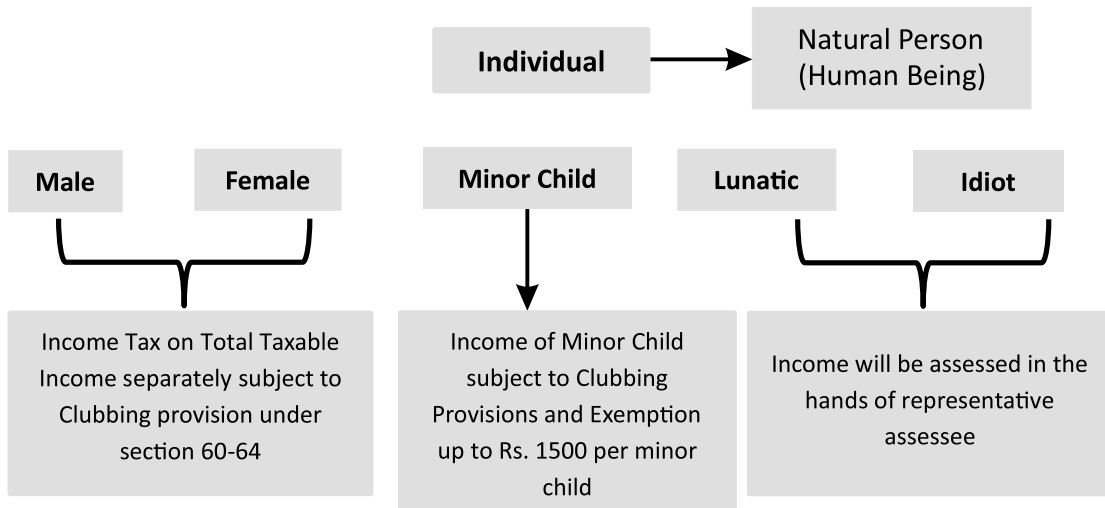 Individual
Natural Person
(Human Being)
Male
Female
Minor Child
Lunatic
Idiot
Income Tax on Total Taxable
Income separately subject to
Clubbing provision under
section 60-64
Income of Minor Child
subject to Clubbing
Provisions and Exemption
up to Rs. 1500 per minor
child
Income will be assessed in the
hands of representative
assessee